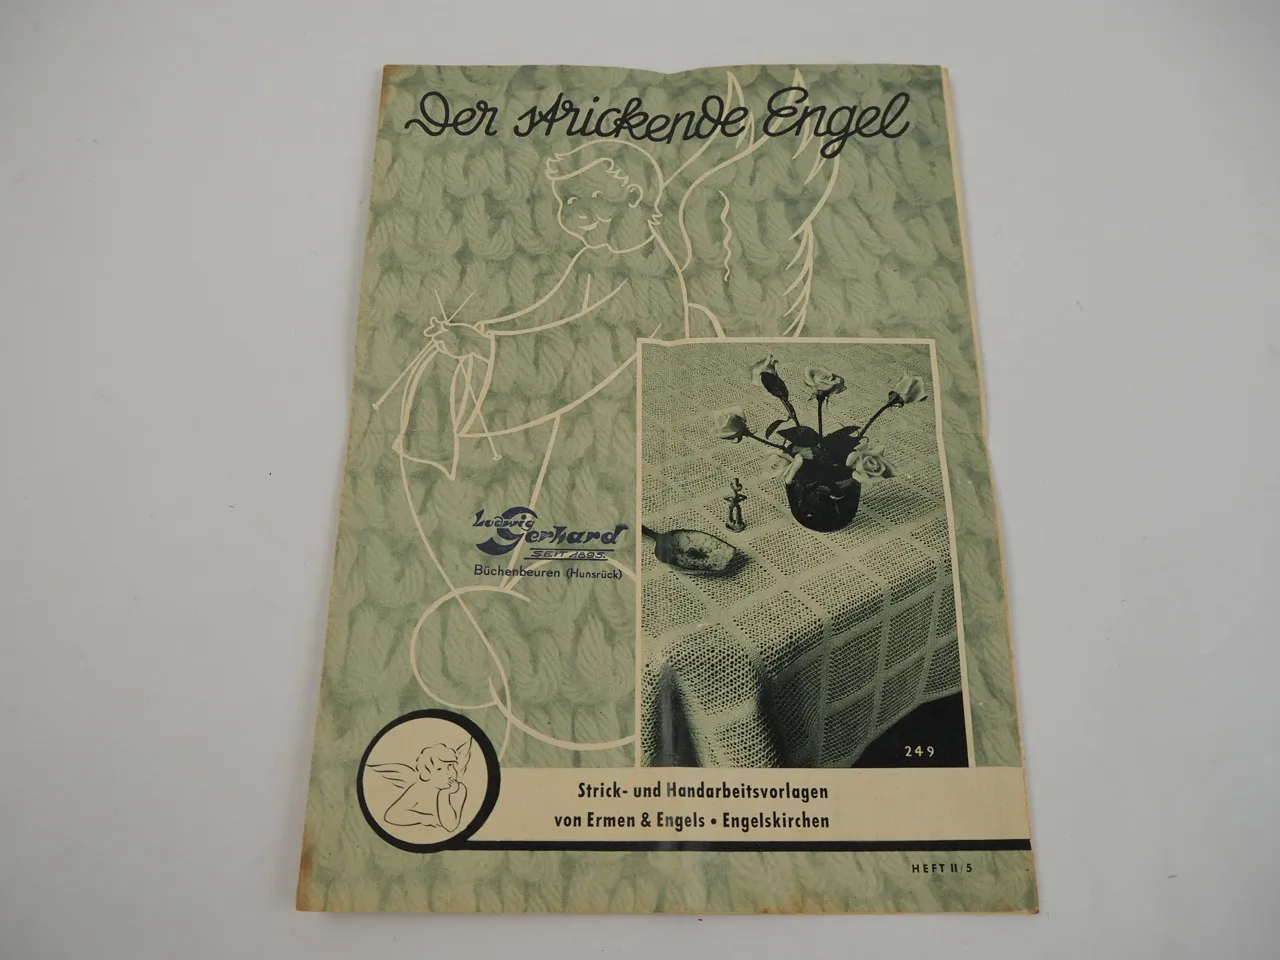 Der strickende Engel
Ludwig
Gerhard
SEIT 1895.
Büchenbeuren (Hunsrück)
249
Strick- und Handarbeitsvorlagen
von Ermen & Engels • Engelskirchen
HEFT II/5